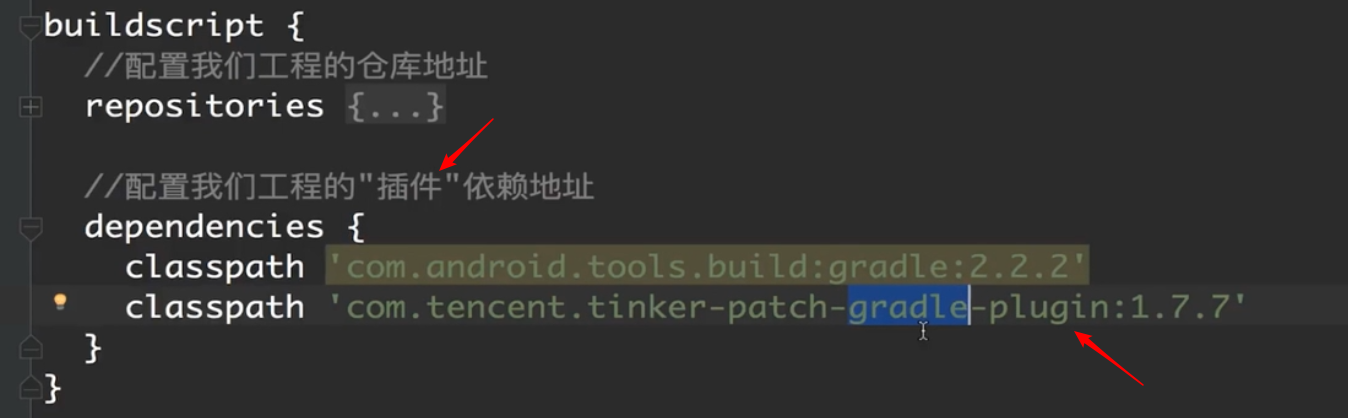 buildscript {
//配置我们工程的仓库地址
repositories {...}
//配置我们工程的"插件"依赖地址
dependencies {
classpath 'com.android.tools.build:gradle:2.2.2'
classpath 'com.tencent.tinker-patch-gradle-plugin:1.7.7'
}
}